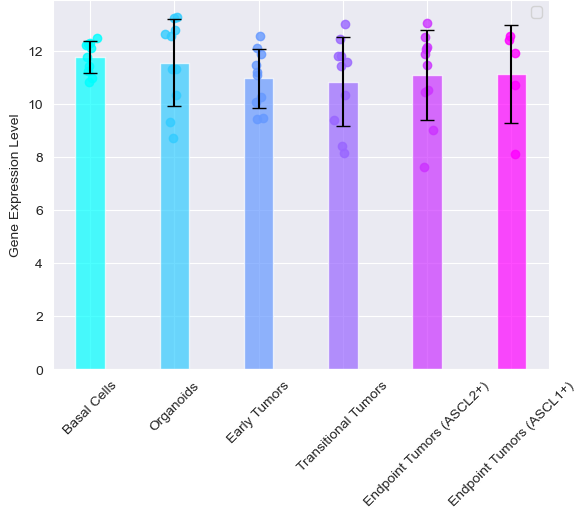 Gene Expression Level
12
10
8
6
4
2
0
Basal Cells
Organoids
Early Tumors
Transitional Tumors
Endpoint Tumors (ASCL2+)
Endpoint Tumors (ASCL1+)